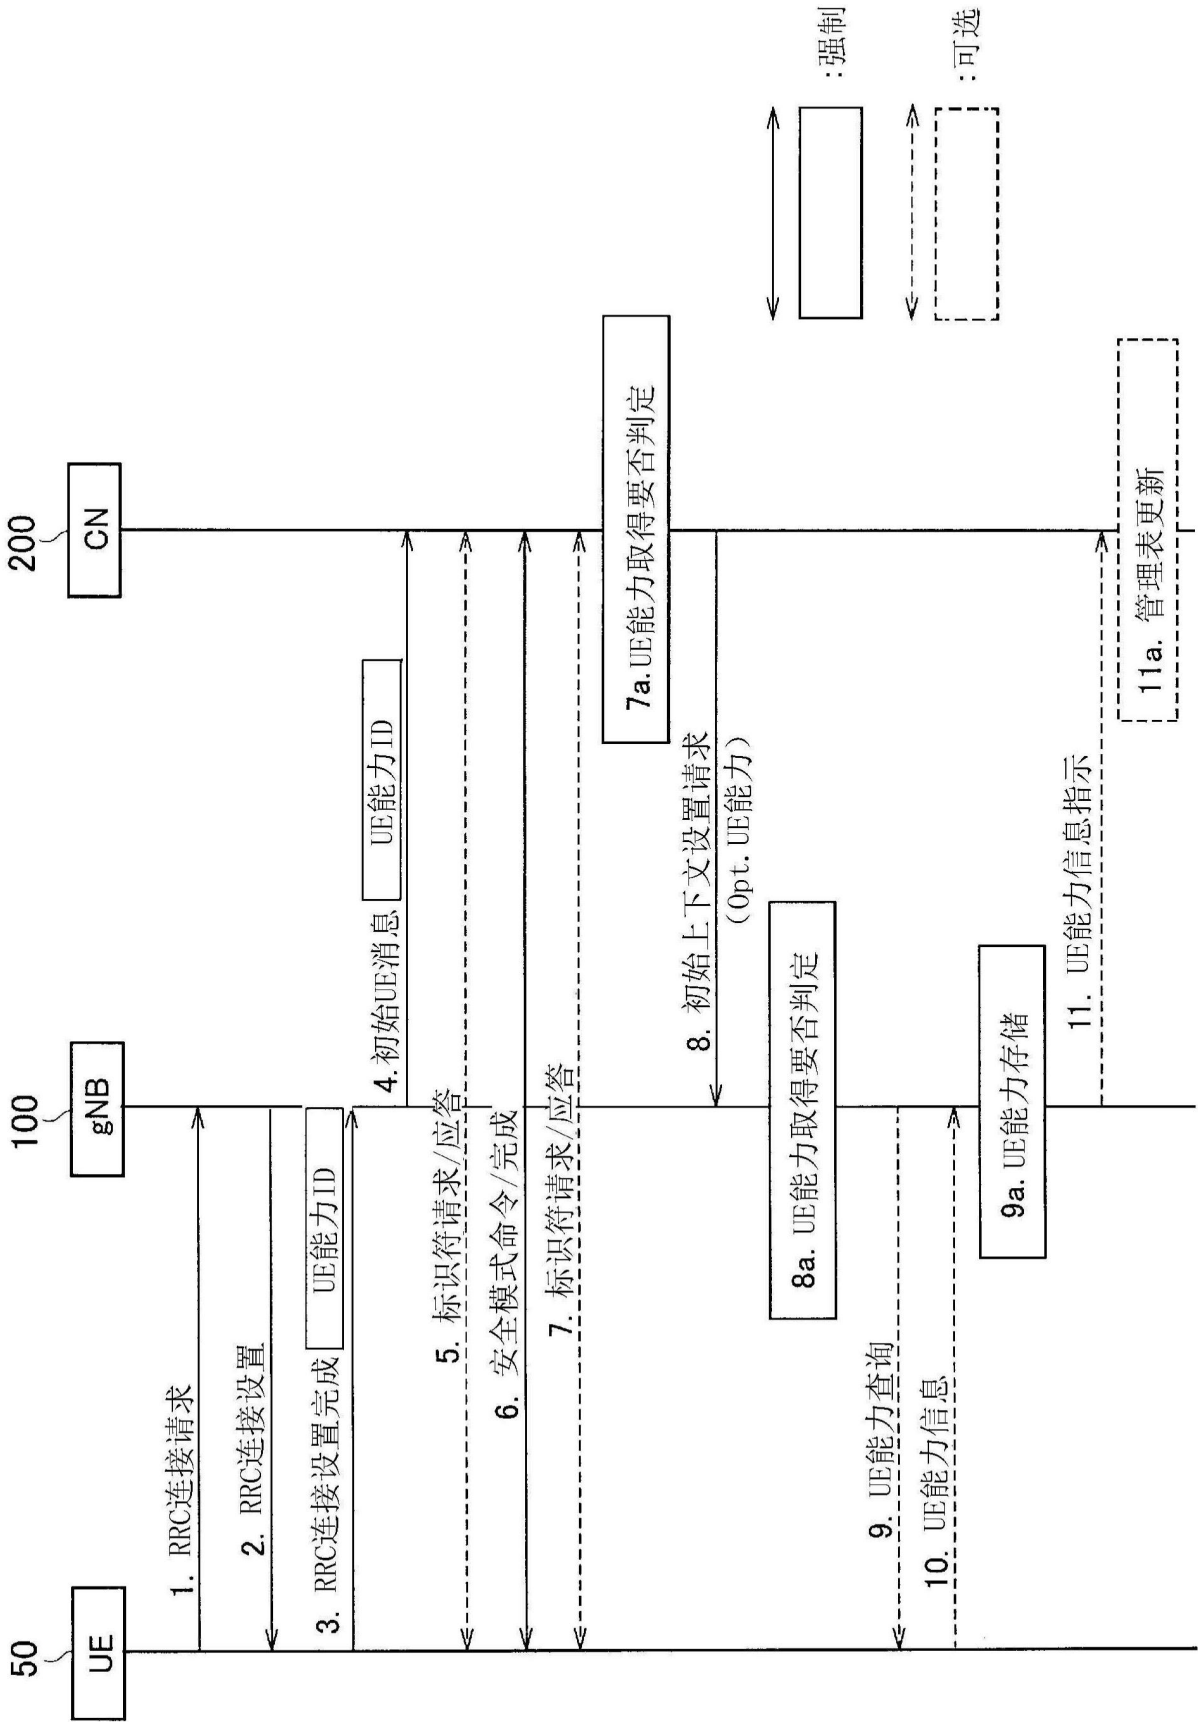 50
UE
100
gNB
200
CN
1. RRC连接请求
2. RRC连接设置
3. RRC连接设置完成
UE能力ID
4.初始UE消息
UE能力ID
5. 标识符请求/应答
6. 安全模式命令/完成
7. 标识符请求/应答
7a.UE能力取得要否判定
8. 初始上下文设置请求
(Opt.UE能力)
8a. UE能力取得要否判定
9. UE能力查询
10. UE能力信息
9a. UE能力存储
11. UE能力信息指示
11a. 管理表更新
:强制
:可选